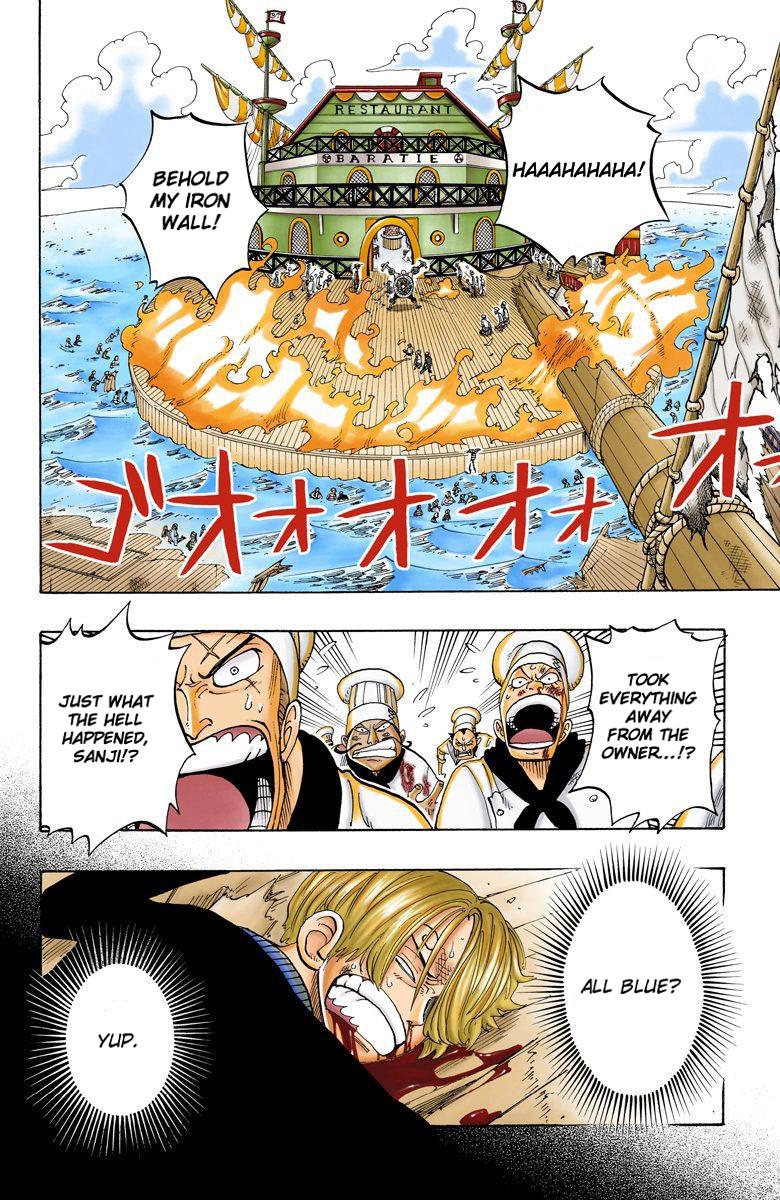 HAAAHAHAHA!
BEHOLD
MY IRON
WALL!
RESTAURANT
BARATIE
ゴオオオオオオ
TOOK
EVERYTHING
AWAY
FROM THE
OWNER...!?
JUST WHAT
THE HELL
HAPPENED,
SANJI!?
ALL BLUE?
YUP.